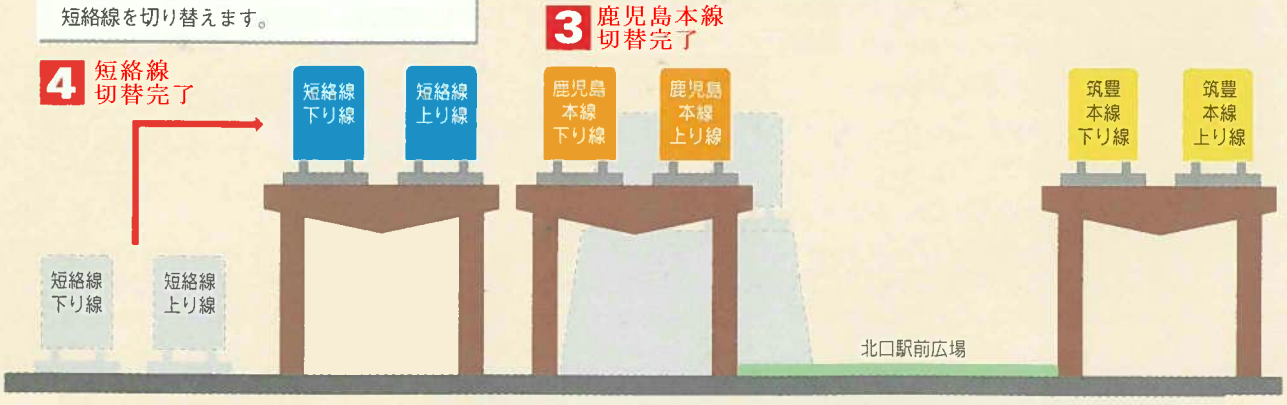 短絡線を切り替えます。
3 鹿児島本線
切替完了
4 短絡線
切替完了
短絡線
下り線
短絡線
上り線
鹿児島
本線
下り線
鹿児島
本線
上り線
筑豊
本線
下り線
筑豊
本線
上り線
短絡線
下り線
短絡線
上り線
北口駅前広場